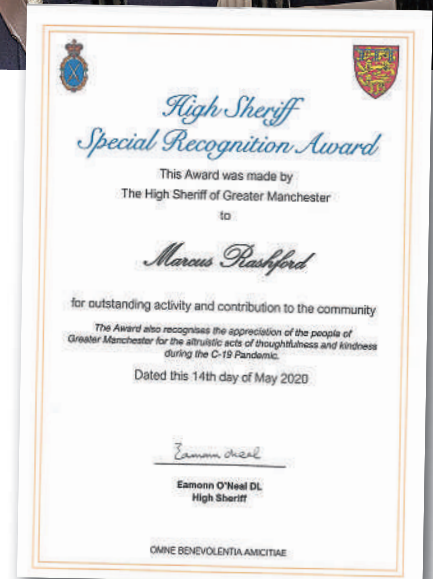 High Sheriff
Special Recognition Award
This Award was made by
The High Sheriff of Greater Manchester
to
Marcus Rashford
for outstanding activity and contribution to the community
The Award also recognises the appreciation of the people of
Greater Manchester for the altruistic acts of thoughtfulness and kindness
during the C-19 Pandemic.
Dated this 14th day of May 2020
Eamonn O'Neal
Eamonn O'Neal DL
High Sheriff
OMNE BENEVOLENTIA AMICITIAE